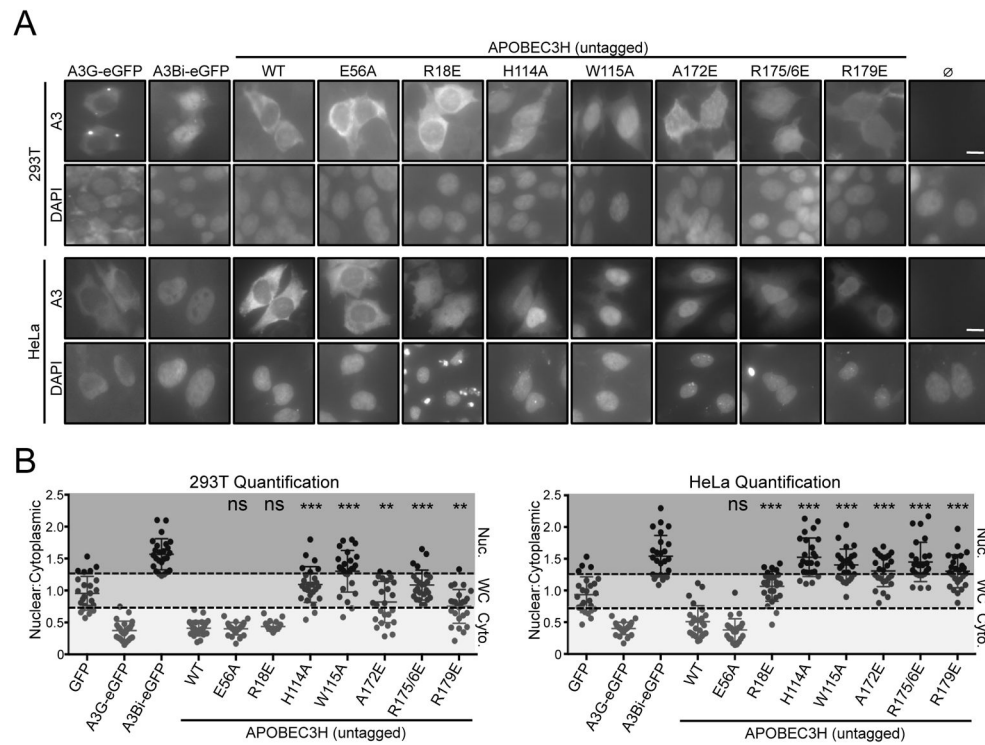 A
APOBEC3H (untagged)
A3G-eGFP A3Bi-eGFP WT E56A R18E H114A W115A A172E R175/6E R179E ø
293T
A3
DAPI
HeLa
A3
DAPI
B
293T Quantification
Nuclear:Cytoplasmic
2.5
2.0
1.5
1.0
0.5
0
ns ns *** *** ** *** **
Nuc.
WC
Cyto.
GFP A3G-eGFP A3Bi-eGFP WT E56A R18E H114A W115A A172E R175/6E R179E
APOBEC3H (untagged)
HeLa Quantification
Nuclear:Cytoplasmic
2.5
2.0
1.5
1.0
0.5
0
ns *** *** *** *** *** ***
Nuc.
WC
Cyto.
GFP A3G-eGFP A3Bi-eGFP WT E56A R18E H114A W115A A172E R175/6E R179E
APOBEC3H (untagged)